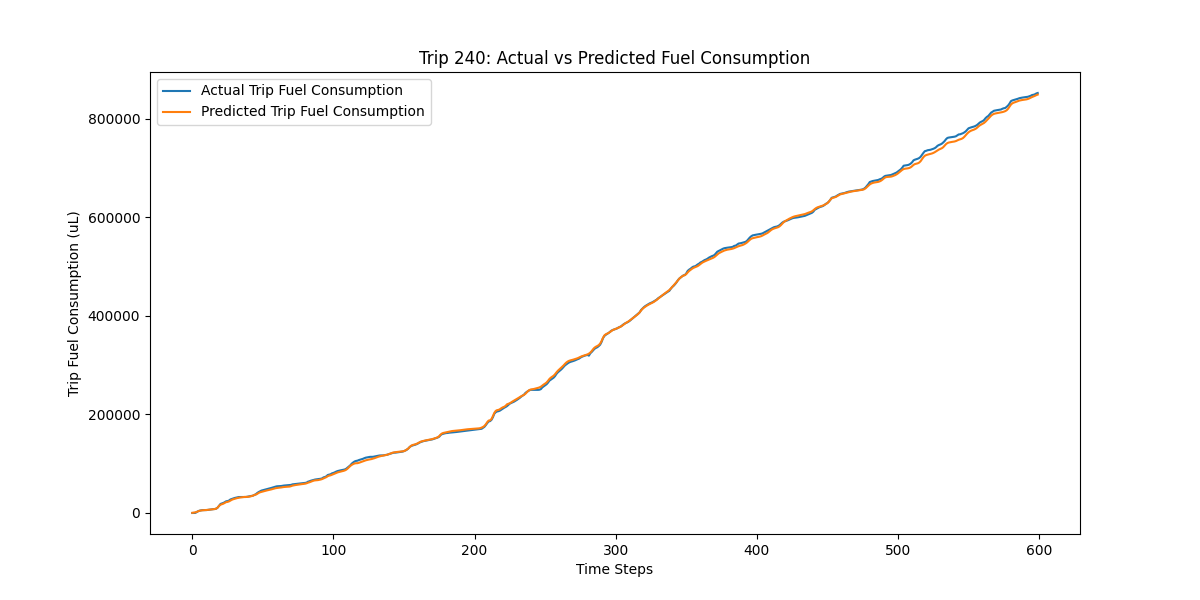 Trip 240: Actual vs Predicted Fuel Consumption
Actual Trip Fuel Consumption
Predicted Trip Fuel Consumption
Trip Fuel Consumption (uL)
800000
600000
400000
200000
0
0 100 200 300 400 500 600
Time Steps